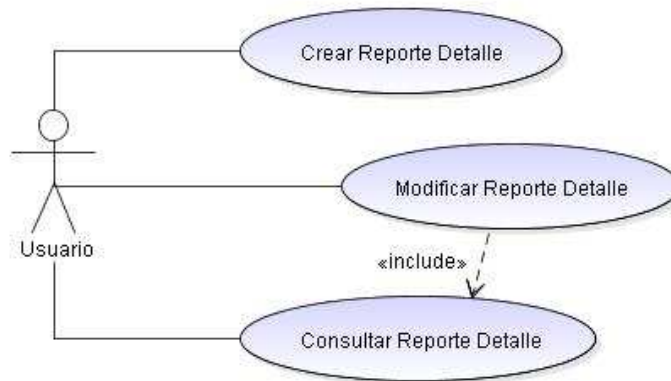 Crear Reporte Detalle
Modificar Reporte Detalle
Usuario
«include»
Consultar Reporte Detalle